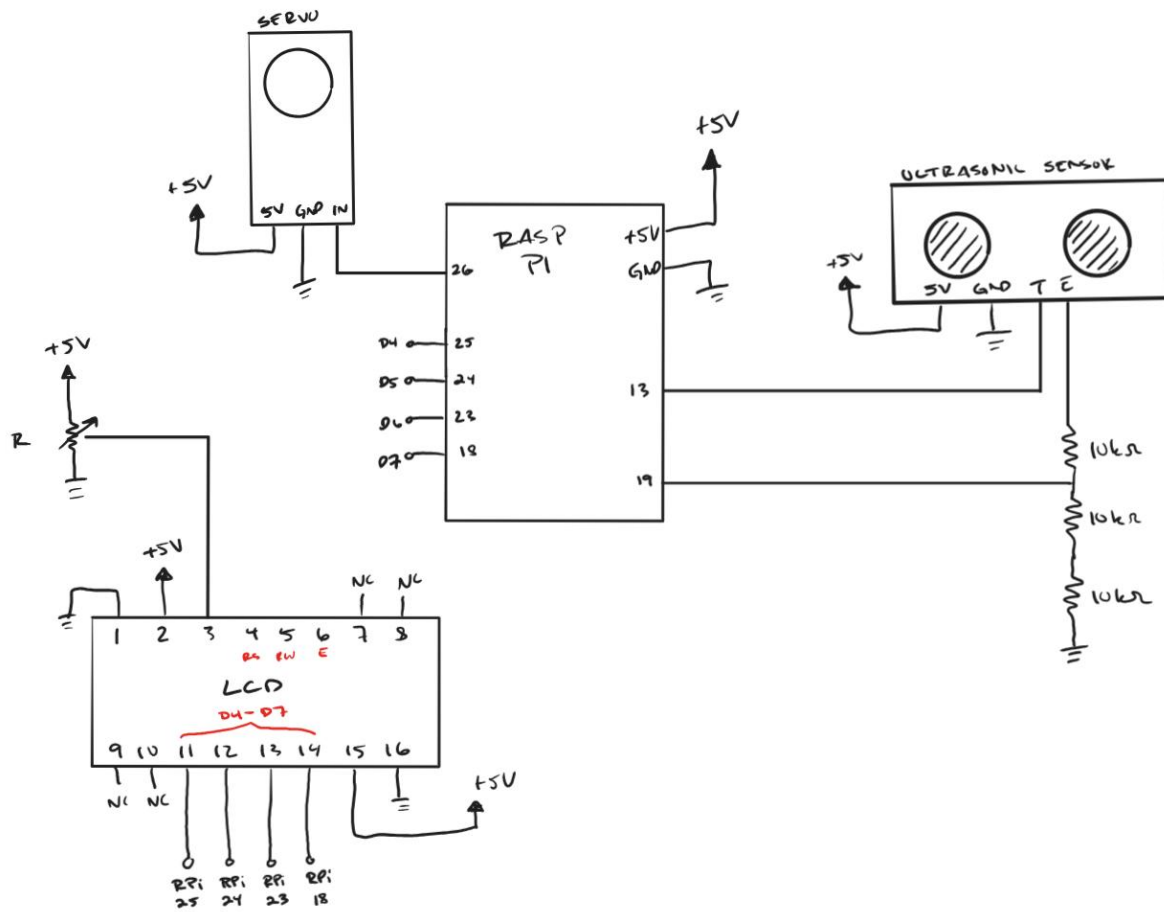 SERVO
+5V
5V GND IN
+5V
RASP
PI
+5V
GND
26
D4 25
D5 24
D6 23
D7 18
13
19
ULTRASONIC SENSOR
+5V
5V GND T E
10kΩ
10kΩ
10kΩ
+5V
R
+5V
NC NC
1 2 3 4 5 6 7 8
RS RW E
LCD
D4-D7
9 10 11 12 13 14 15 16
NC NC
+5V
RPi RPi RPi RPi
25 24 23 18